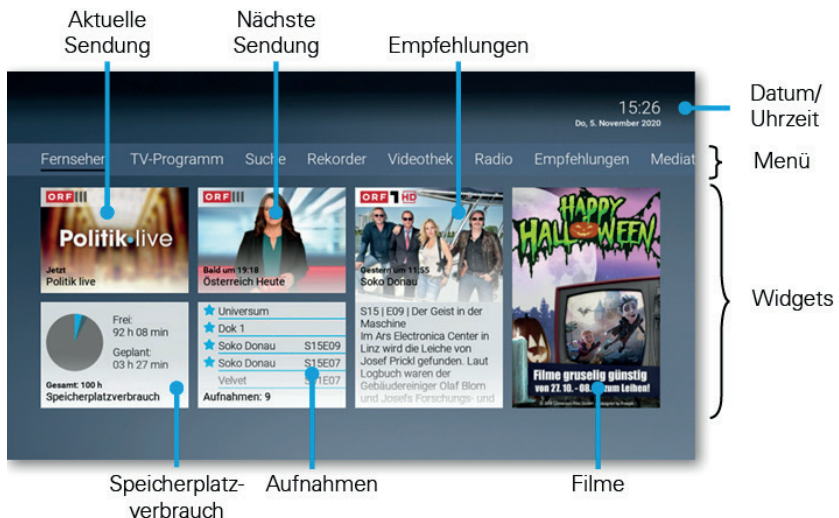 Aktuelle
Sendung
Nächste
Sendung
Empfehlungen
15:26
Do, 5. November 2020
Datum/
Uhrzeit
Fernseher TV-Programm Suche Rekorder Videothek Radio Empfehlungen Mediat
Menü
ORF III
Politik live
Jetzt
Politik live
ORF III
Bald um 19:18
Österreich Heute
ORF 1 HD
Gestern um 11:55
Soko Donau
HAPPY
HALLOWEEN
Filme gruselig günstig
von 27.10. - 08. zum Leihen!
Widgets
Frei:
92 h 08 min
Geplant:
03 h 27 min
Gesamt: 100 h
Speicherplatzverbrauch
Universum
Dok 1
Soko Donau S15E09
Soko Donau S15E07
Velvet
Aufnahmen: 9
S15 | E09 | Der Geist in der
Maschine
Im Ars Electronica Center in
Linz wird die Leiche von
Josef Prickl gefunden. Laut
Logbuch waren der
Gebäudereiniger Olaf Blom
und Josefs Forschungs- und
Speicherplatz-
verbrauch
Aufnahmen
Filme